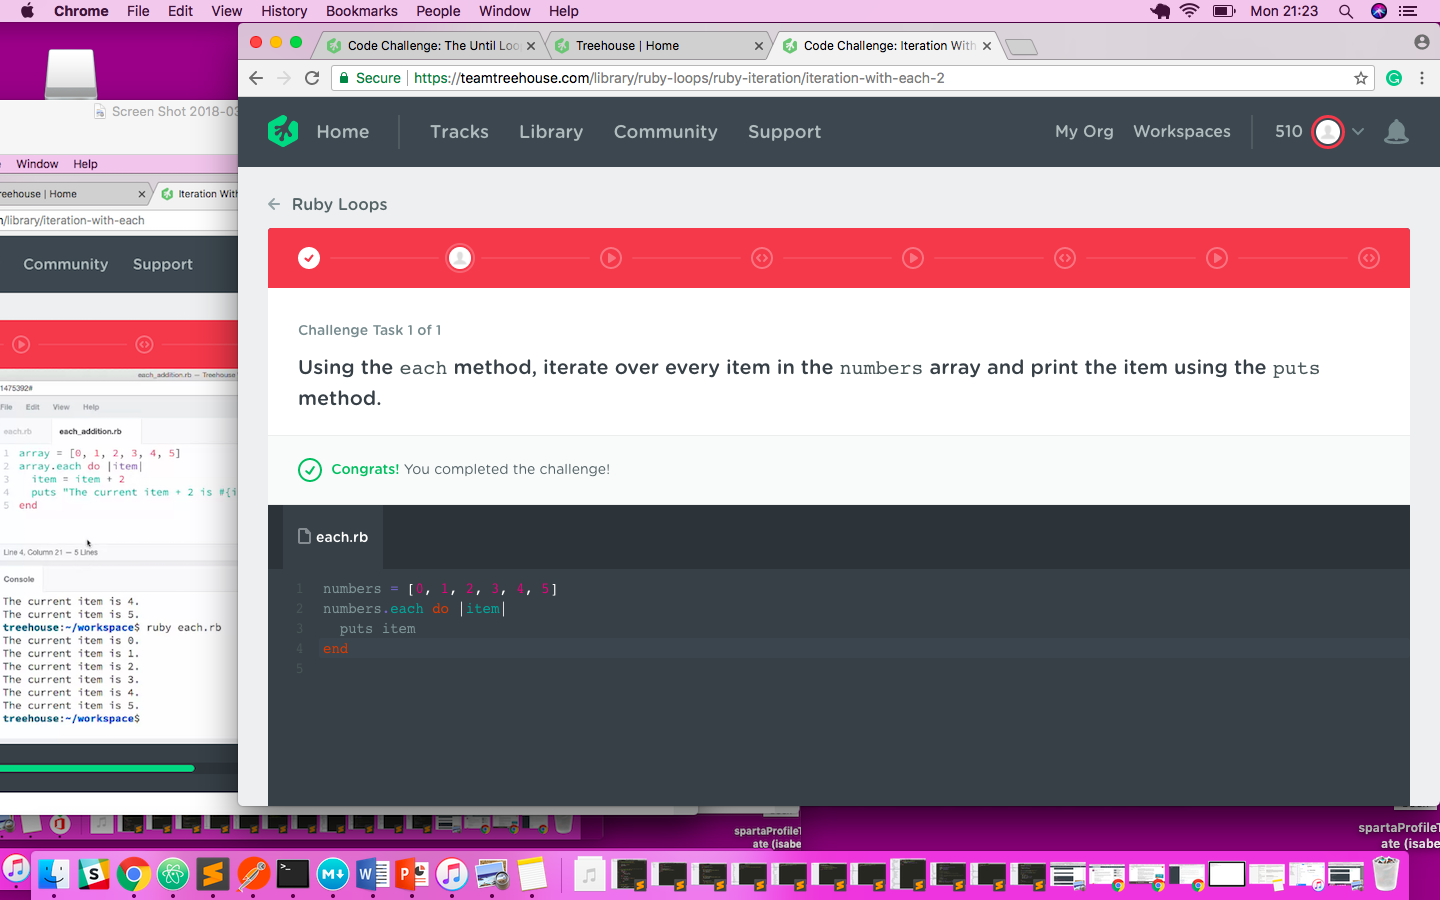 Chrome File Edit View History Bookmarks People Window Help Mon 21:23
Code Challenge: The Until Loo
Treehouse | Home
Code Challenge: Iteration With
Secure https://teamtreehouse.com/library/ruby-loops/ruby-iteration/iteration-with-each-2
Home Tracks Library Community Support My Org Workspaces 510
Ruby Loops
Challenge Task 1 of 1
Using the each method, iterate over every item in the numbers array and print the item using the puts
method.
Congrats! You completed the challenge!
each.rb
1 numbers = [0, 1, 2, 3, 4, 5]
2 numbers.each do |item|
3 puts item
4 end
5
Screen Shot 2018-03
Window Help
reehouse | Home
Iteration With
/library/iteration-with-each
Community Support
each_addition.rb — Treehouse
1475392#
File Edit View Help
each.rb each_addition.rb
1 array = [0, 1, 2, 3, 4, 5]
2 array.each do |item|
3 item = item + 2
4 puts "The current item + 2 is #{i
5 end
Line 4, Column 21 — 5 Lines
Console
The current item is 4.
The current item is 5.
treehouse:~/workspace$ ruby each.rb
The current item is 0.
The current item is 1.
The current item is 2.
The current item is 3.
The current item is 4.
The current item is 5.
treehouse:~/workspace$
spartaProfileT
ate (isabe
spartaProfileT
ate (isabe